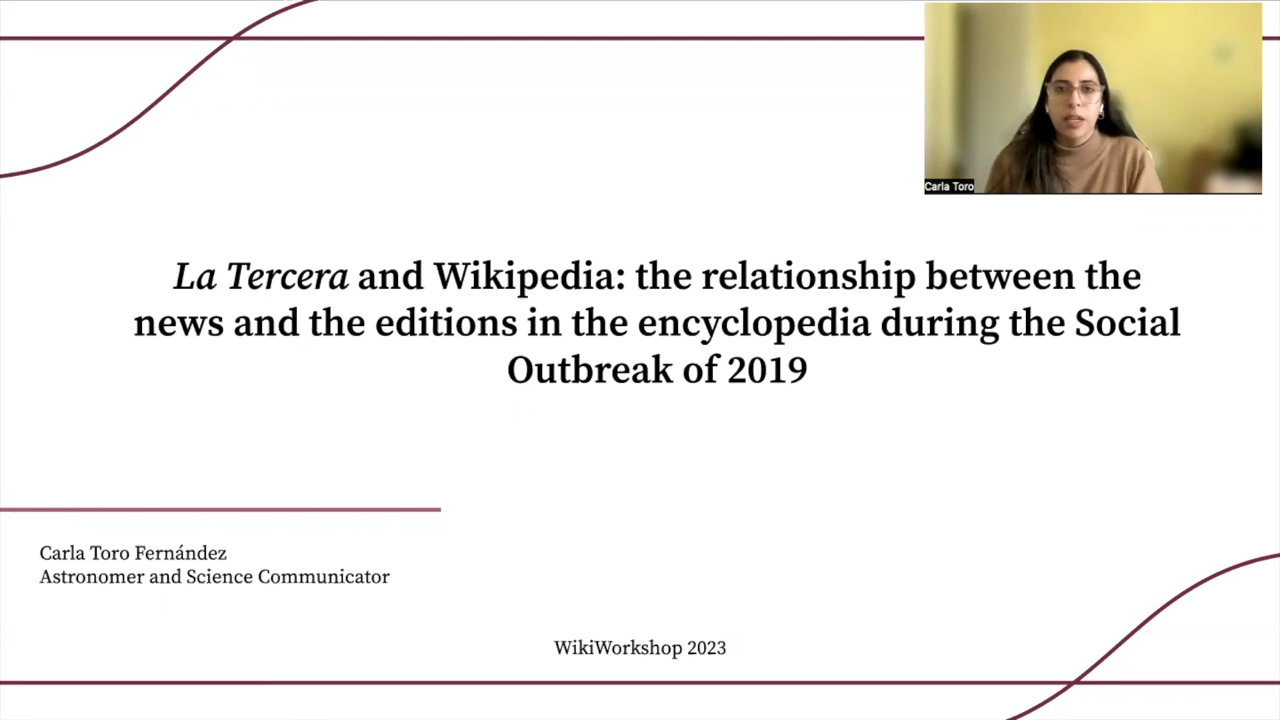 Carla Toro
La Tercera and Wikipedia: the relationship between the
news and the editions in the encyclopedia during the Social
Outbreak of 2019
Carla Toro Fernández
Astronomer and Science Communicator
WikiWorkshop 2023